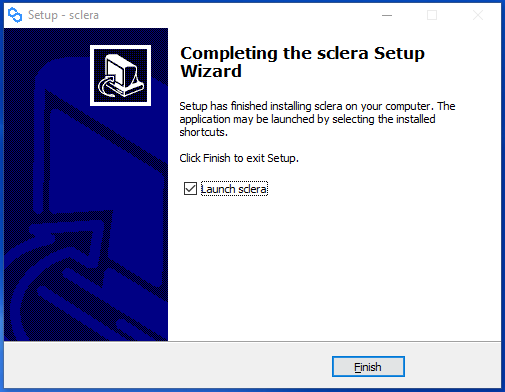 Setup - sclera
Completing the sclera Setup
Wizard
Setup has finished installing sclera on your computer. The
application may be launched by selecting the installed
shortcuts.
Click Finish to exit Setup.
Launch sclera
Finish